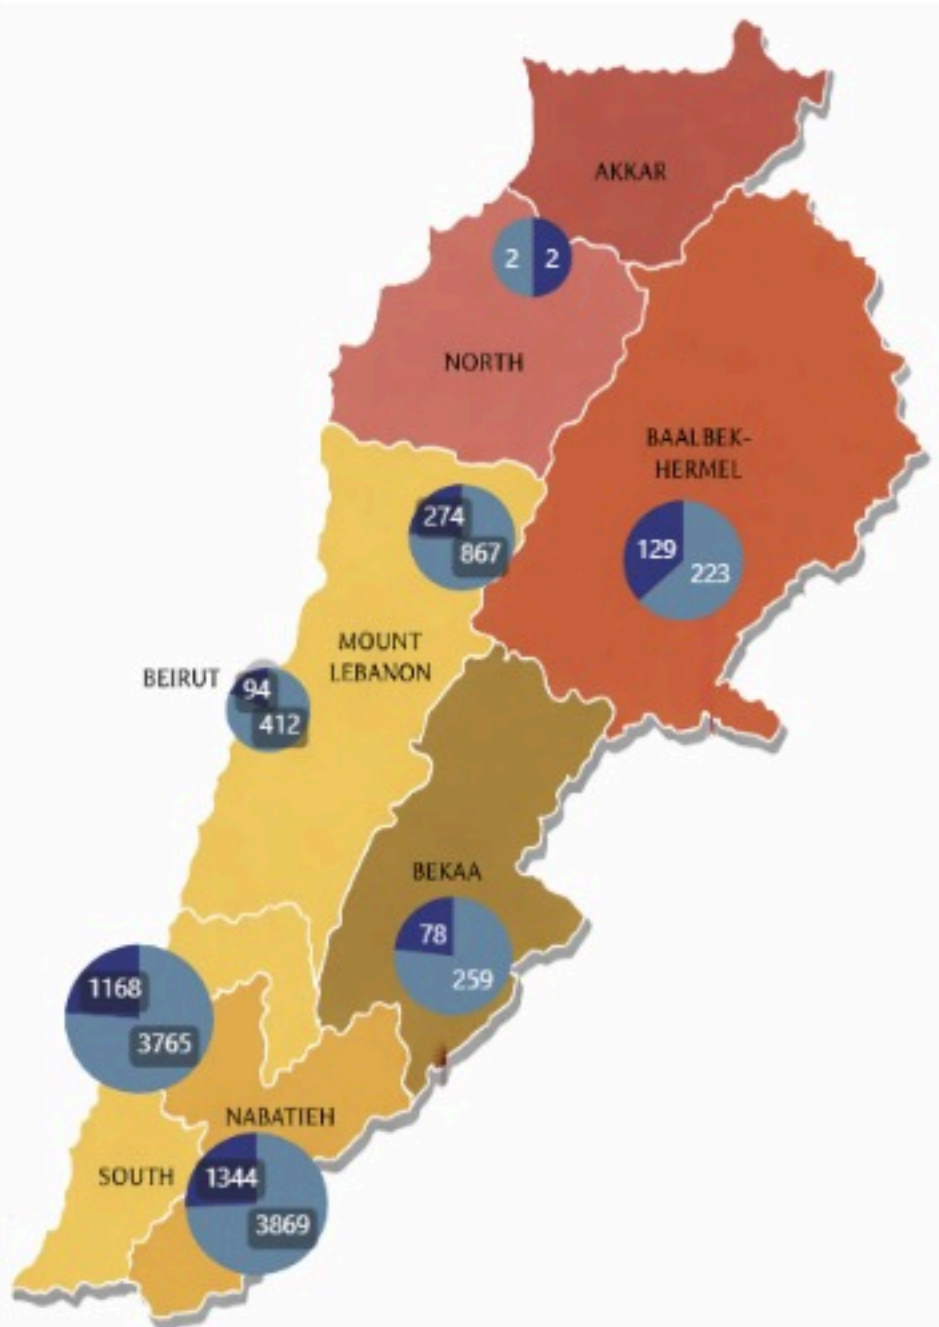 AKKAR
2 2
NORTH
BAALBEK-
HERMEL
274
867
129
223
MOUNT
LEBANON
BEIRUT
94
412
BEKAA
78
259
1168
3765
NABATIEH
SOUTH
1344
3869